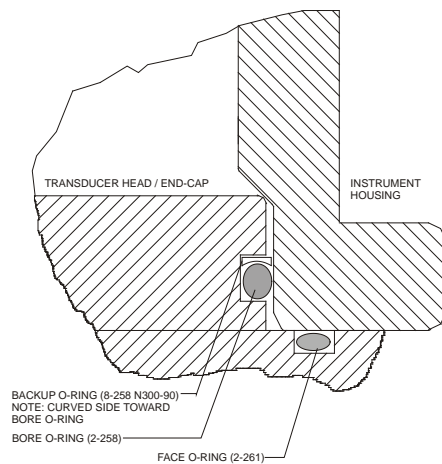 TRANSDUCER HEAD / END-CAP
INSTRUMENT
HOUSING
BACKUP O-RING (8-258 N300-90)
NOTE: CURVED SIDE TOWARD
BORE O-RING
BORE O-RING (2-258)
FACE O-RING (2-261)